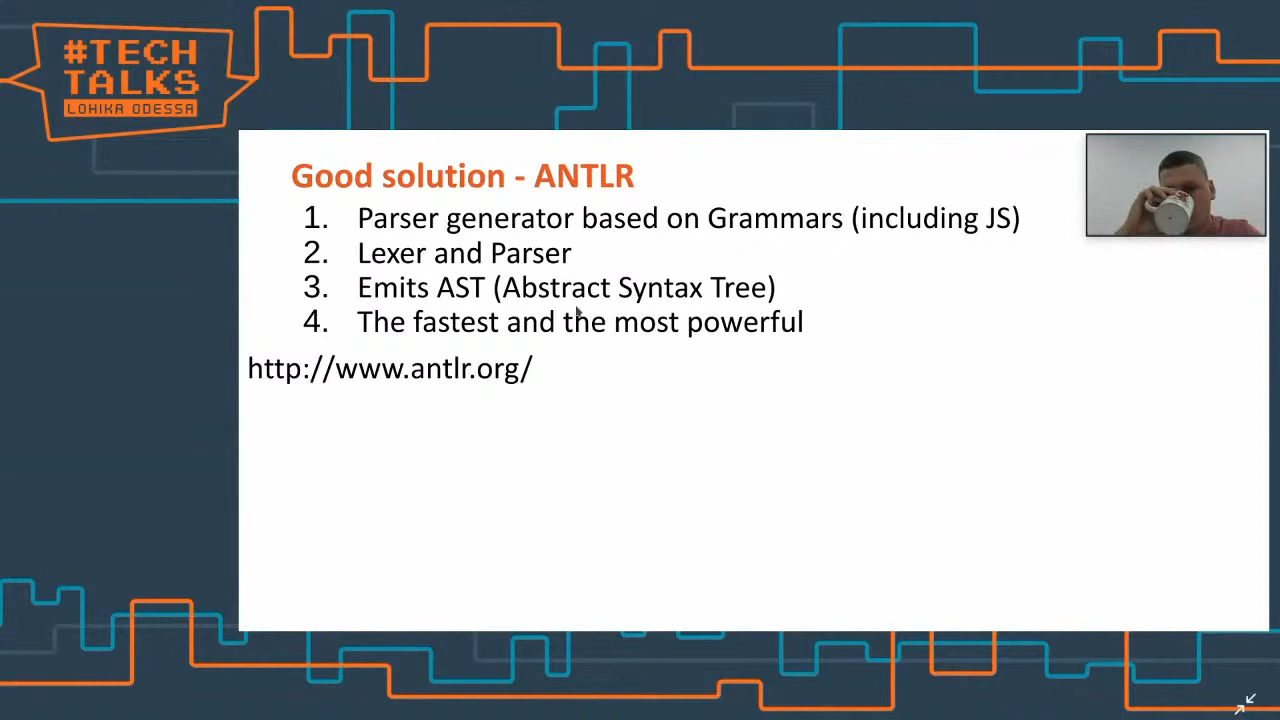 #TECH
TALKS
LOHIKA ODESSA
Good solution - ANTLR
1. Parser generator based on Grammars (including JS)
2. Lexer and Parser
3. Emits AST (Abstract Syntax Tree)
4. The fastest and the most powerful
http://www.antlr.org/